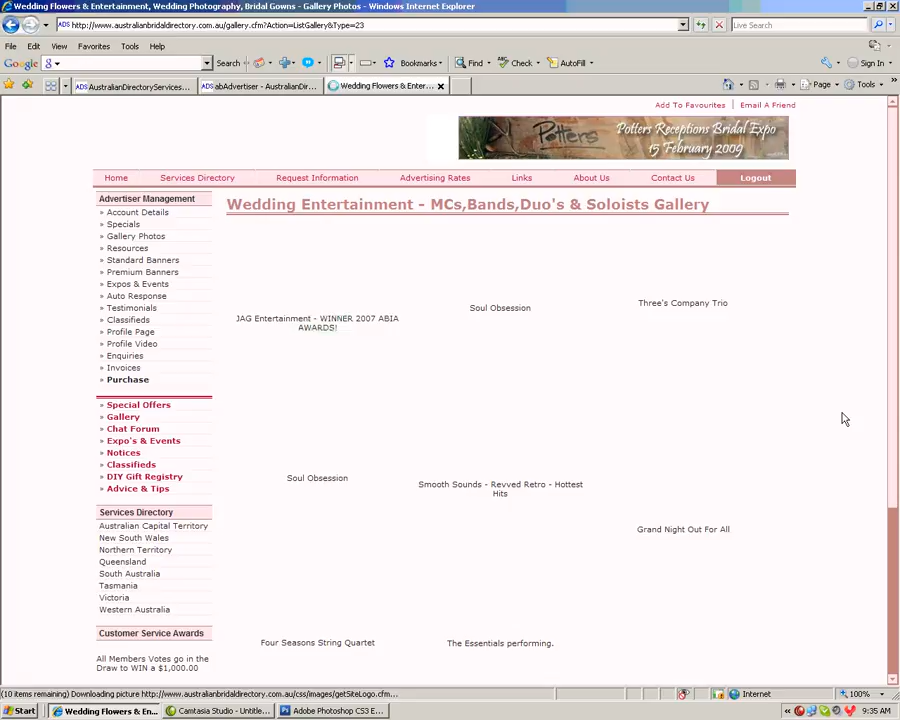 Wedding Flowers & Entertainment, Wedding Photography, Bridal Gowns - Gallery Photos - Windows Internet Explorer
http://www.australianbridaldirectory.com.au/gallery.cfm?Action=ListGallery&Type=23
Live Search
File Edit View Favorites Tools Help
Google Search Bookmarks Find Check AutoFill Sign In
AustralianDirectoryServices... abAdvertiser - AustralianDir... Wedding Flowers & Enter... Page Tools
Add To Favourites | Email A Friend
Potters Potters Receptions Bridal Expo
15 February 2009
Home Services Directory Request Information Advertising Rates Links About Us Contact Us Logout
Advertiser Management
» Account Details
» Specials
» Gallery Photos
» Resources
» Standard Banners
» Premium Banners
» Expos & Events
» Auto Response
» Testimonials
» Classifieds
» Profile Page
» Profile Video
» Enquiries
» Invoices
» Purchase
» Special Offers
» Gallery
» Chat Forum
» Expo's & Events
» Notices
» Classifieds
» DIY Gift Registry
» Advice & Tips
Services Directory
Australian Capital Territory
New South Wales
Northern Territory
Queensland
South Australia
Tasmania
Victoria
Western Australia
Customer Service Awards
All Members Votes go in the
Draw to WIN a $1,000.00
Wedding Entertainment - MCs,Bands,Duo's & Soloists Gallery
JAG Entertainment - WINNER 2007 ABIA
AWARDS!
Soul Obsession
Three's Company Trio
Soul Obsession
Smooth Sounds - Revved Retro - Hottest
Hits
Grand Night Out For All
Four Seasons String Quartet
The Essentials performing.
(10 items remaining) Downloading picture http://www.australianbridaldirectory.com.au/css/images/getSiteLogo.cfm... Internet 100%
Start Wedding Flowers & En... Camtasia Studio - Untitle... Adobe Photoshop CS3 E... 9:35 AM